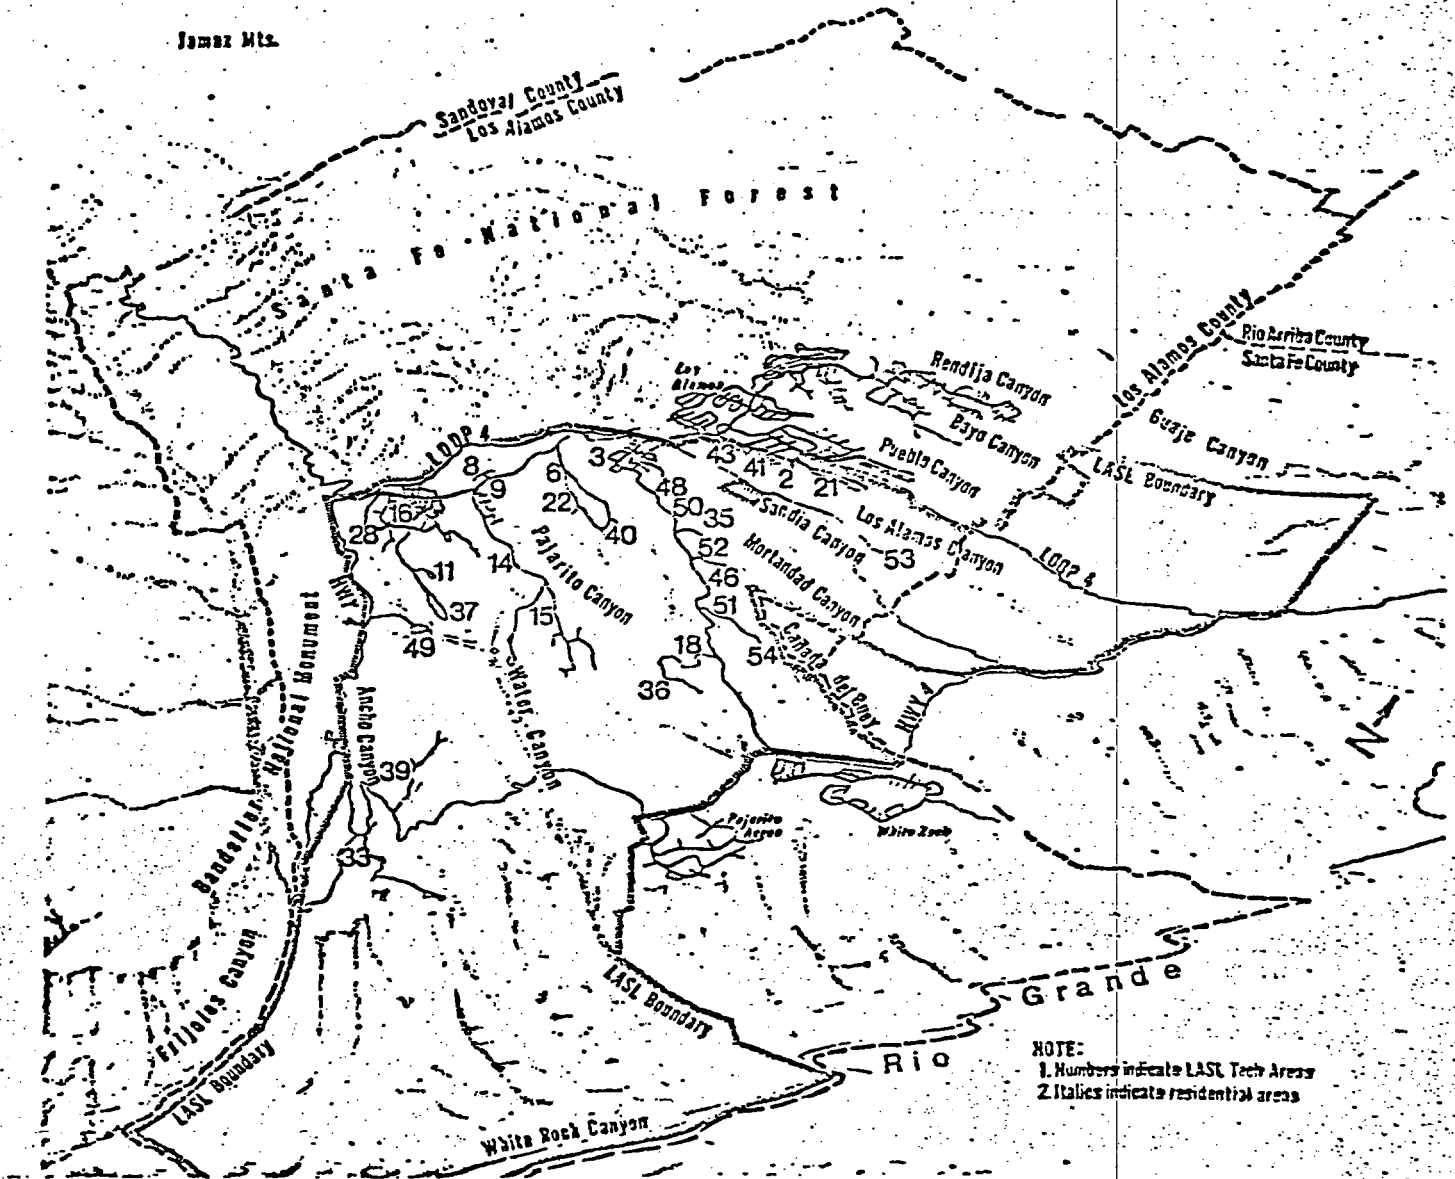 Jamez Mts.
Sandoval County
Los Alamos County
Santa Fe National Forest
Los Alamos County
Rio Arriba County
Santa Fe County
Los
Alamos
Rendija Canyon
Bayo Canyon
Guaje Canyon
LOOP 4
Pueblo Canyon
LASL Boundary
8
9
6
3
43
41
2
21
48
50
35
22
40
16
28
Sandia Canyon
Los Alamos Canyon
LOOP 4
53
52
Mortandad Canyon
Pajarito Canyon
14
11
46
HWY 4
37
15
51
49
18
54
Cañada del Buey
36
Water Canyon
HWY 4
N
Bandelier National Monument
Ancho Canyon
39
33
Pajarito
Acres
White Rock
Frijoles Canyon
LASL Boundary
LASL Boundary
Rio Grande
White Rock Canyon
NOTE:
1. Numbers indicate LASL Tech Areas
2. Italics indicate residential areas